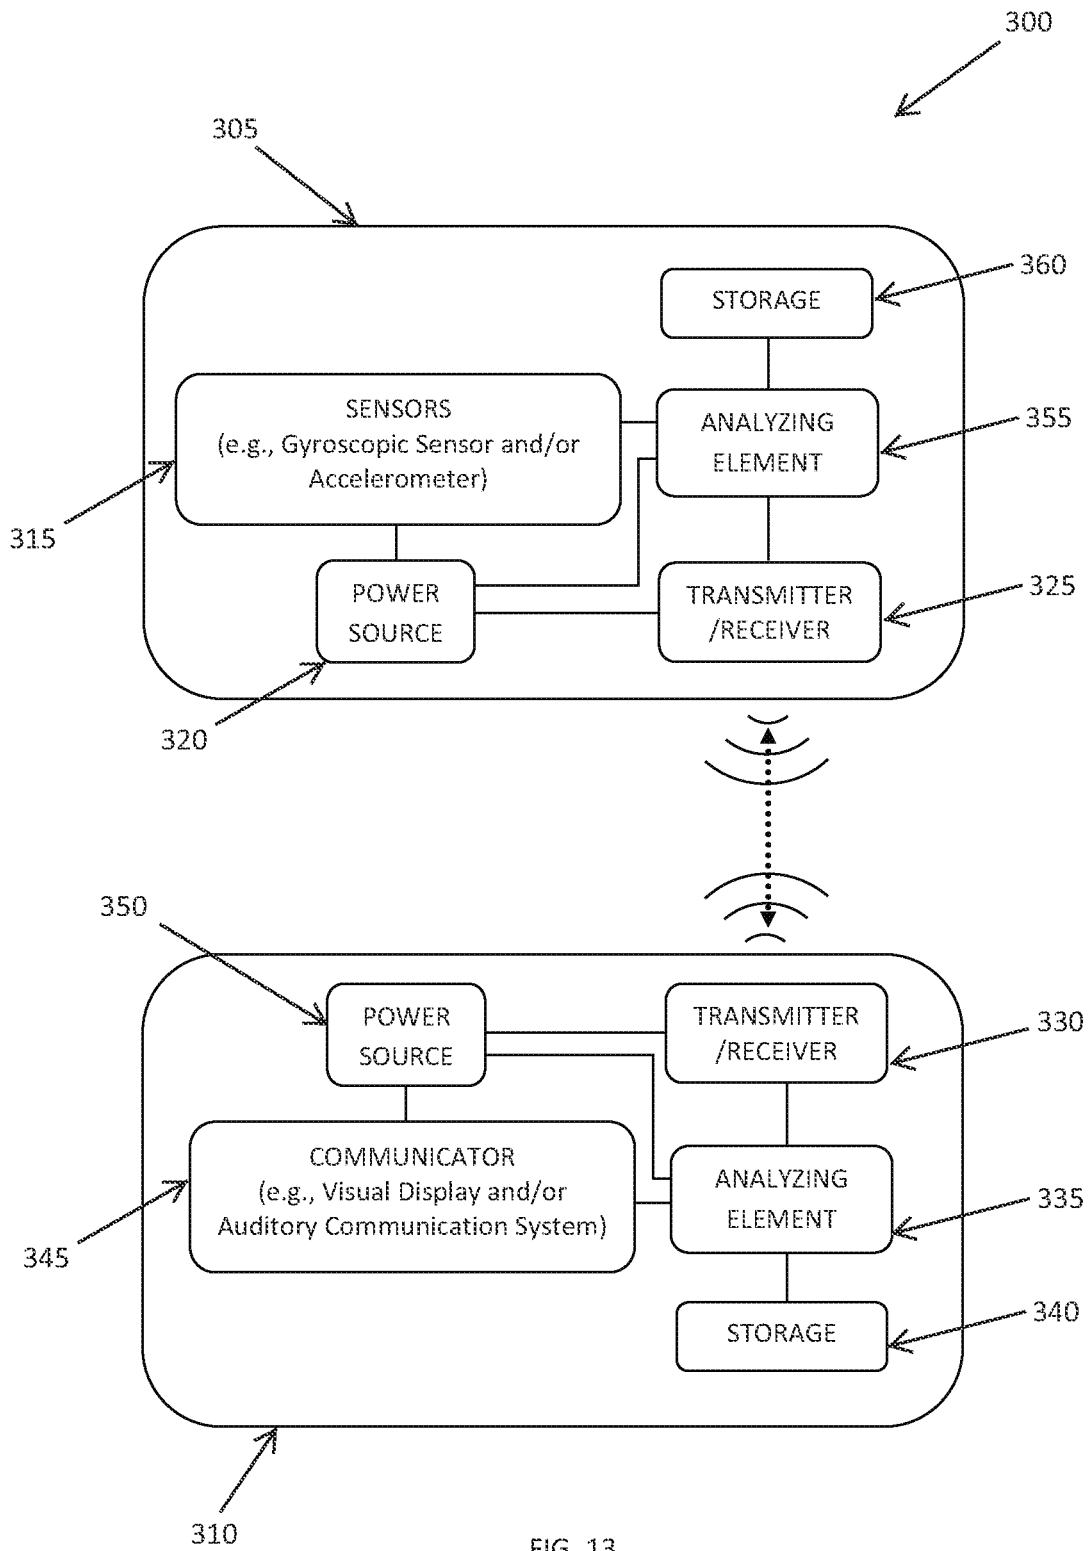 300
305
360
STORAGE
SENSORS
(e.g., Gyroscopic Sensor and/or
Accelerometer)
ANALYZING
ELEMENT
355
315
POWER
SOURCE
TRANSMITTER
/RECEIVER
325
320
350
POWER
SOURCE
TRANSMITTER
/RECEIVER
330
COMMUNICATOR
(e.g., Visual Display and/or
Auditory Communication System)
ANALYZING
ELEMENT
335
345
STORAGE
340
310
FIG. 13